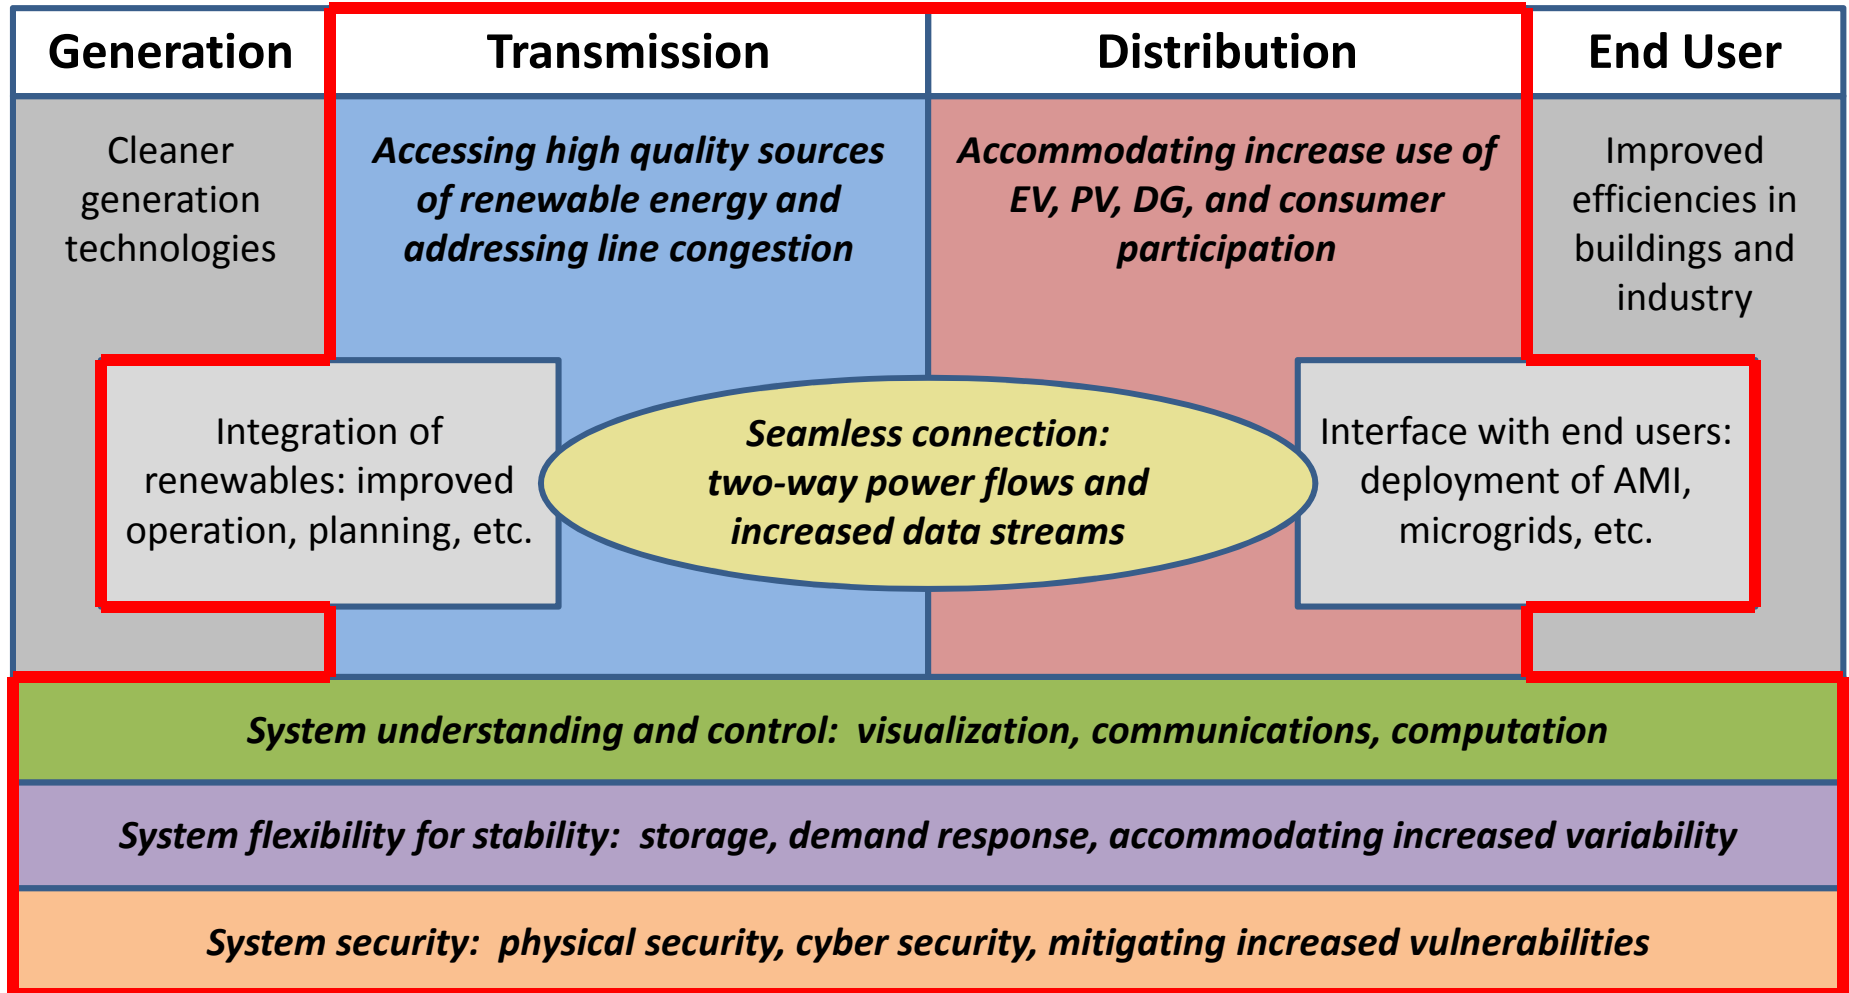 Generation
Transmission
Distribution
End User
Cleaner
generation
technologies
Accessing high quality sources
of renewable energy and
addressing line congestion
Accommodating increase use of
EV, PV, DG, and consumer
participation
Improved
efficiencies in
buildings and
industry
Integration of
renewables: improved
operation, planning, etc.
Seamless connection:
two-way power flows and
increased data streams
Interface with end users:
deployment of AMI,
microgrids, etc.
System understanding and control:  visualization, communications, computation
System flexibility for stability:  storage, demand response, accommodating increased variability
System security:  physical security, cyber security, mitigating increased vulnerabilities